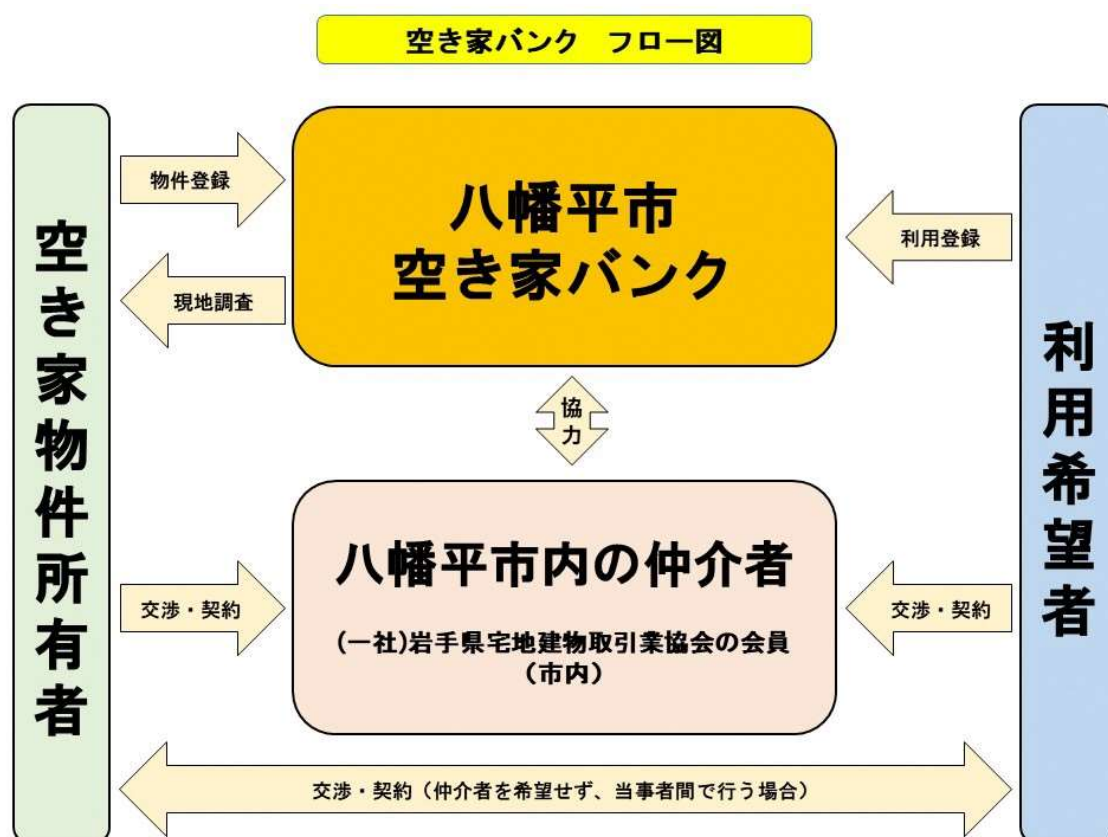 空き家バンク　フロー図
空き家物件所有者
物件登録
現地調査
八幡平市
空き家バンク
利用登録
利用希望者
協
力
八幡平市内の仲介者
(一社)岩手県宅地建物取引業協会の会員
（市内）
交渉・契約
交渉・契約
交渉・契約（仲介者を希望せず、当事者間で行う場合）